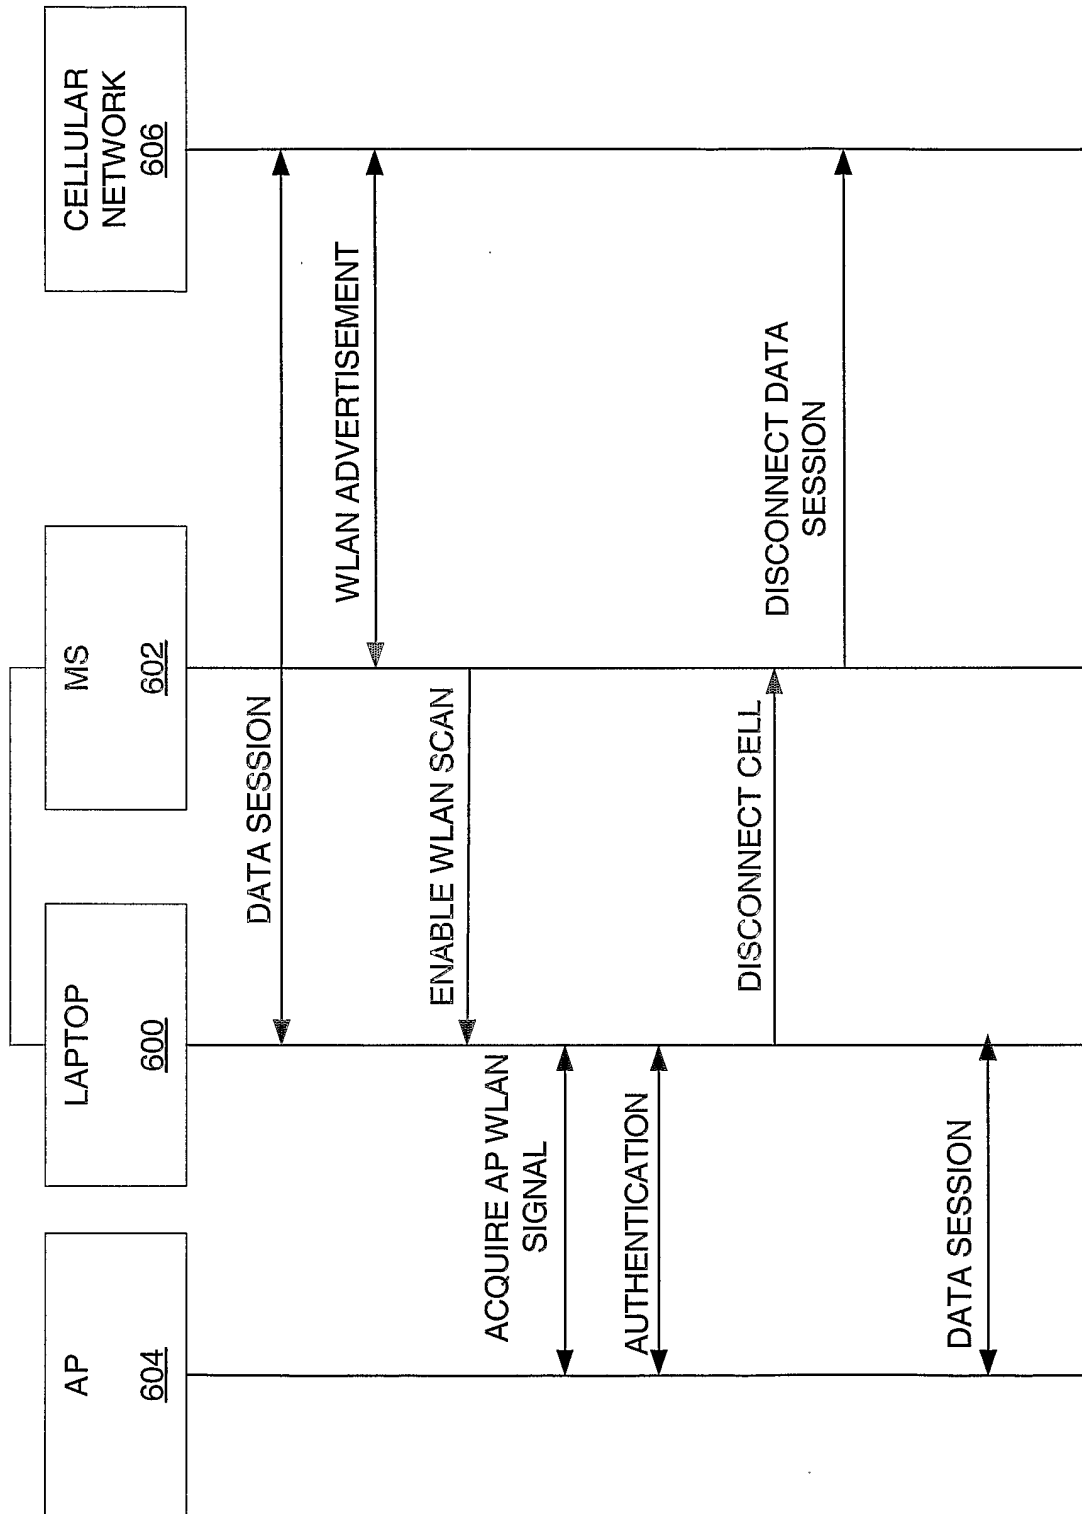 AP
604
LAPTOP
600
MS
602
CELLULAR
NETWORK
606
DATA SESSION
WLAN ADVERTISEMENT
ENABLE WLAN SCAN
ACQUIRE AP WLAN
SIGNAL
AUTHENTICATION
DISCONNECT CELL
DISCONNECT DATA
SESSION
DATA SESSION